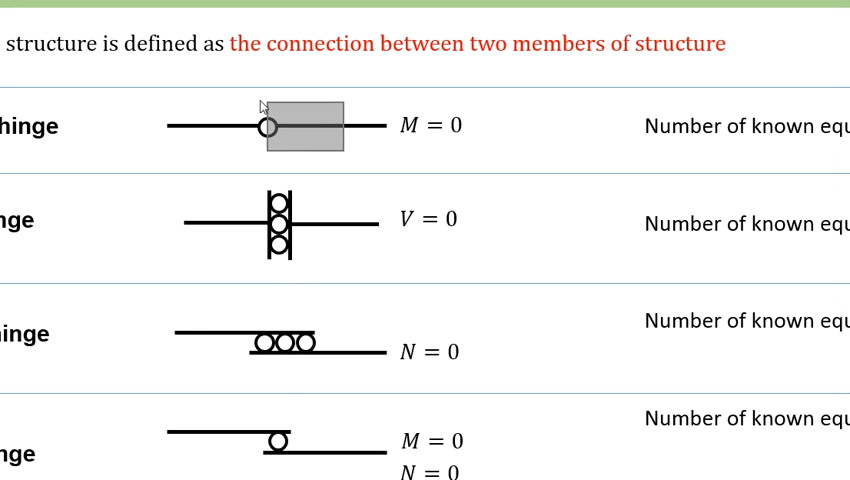 structure is defined as the connection between two members of structure
hinge
M = 0
Number of known equ
nge
V = 0
Number of known equ
inge
N = 0
Number of known equ
nge
M = 0
N = 0
Number of known equ